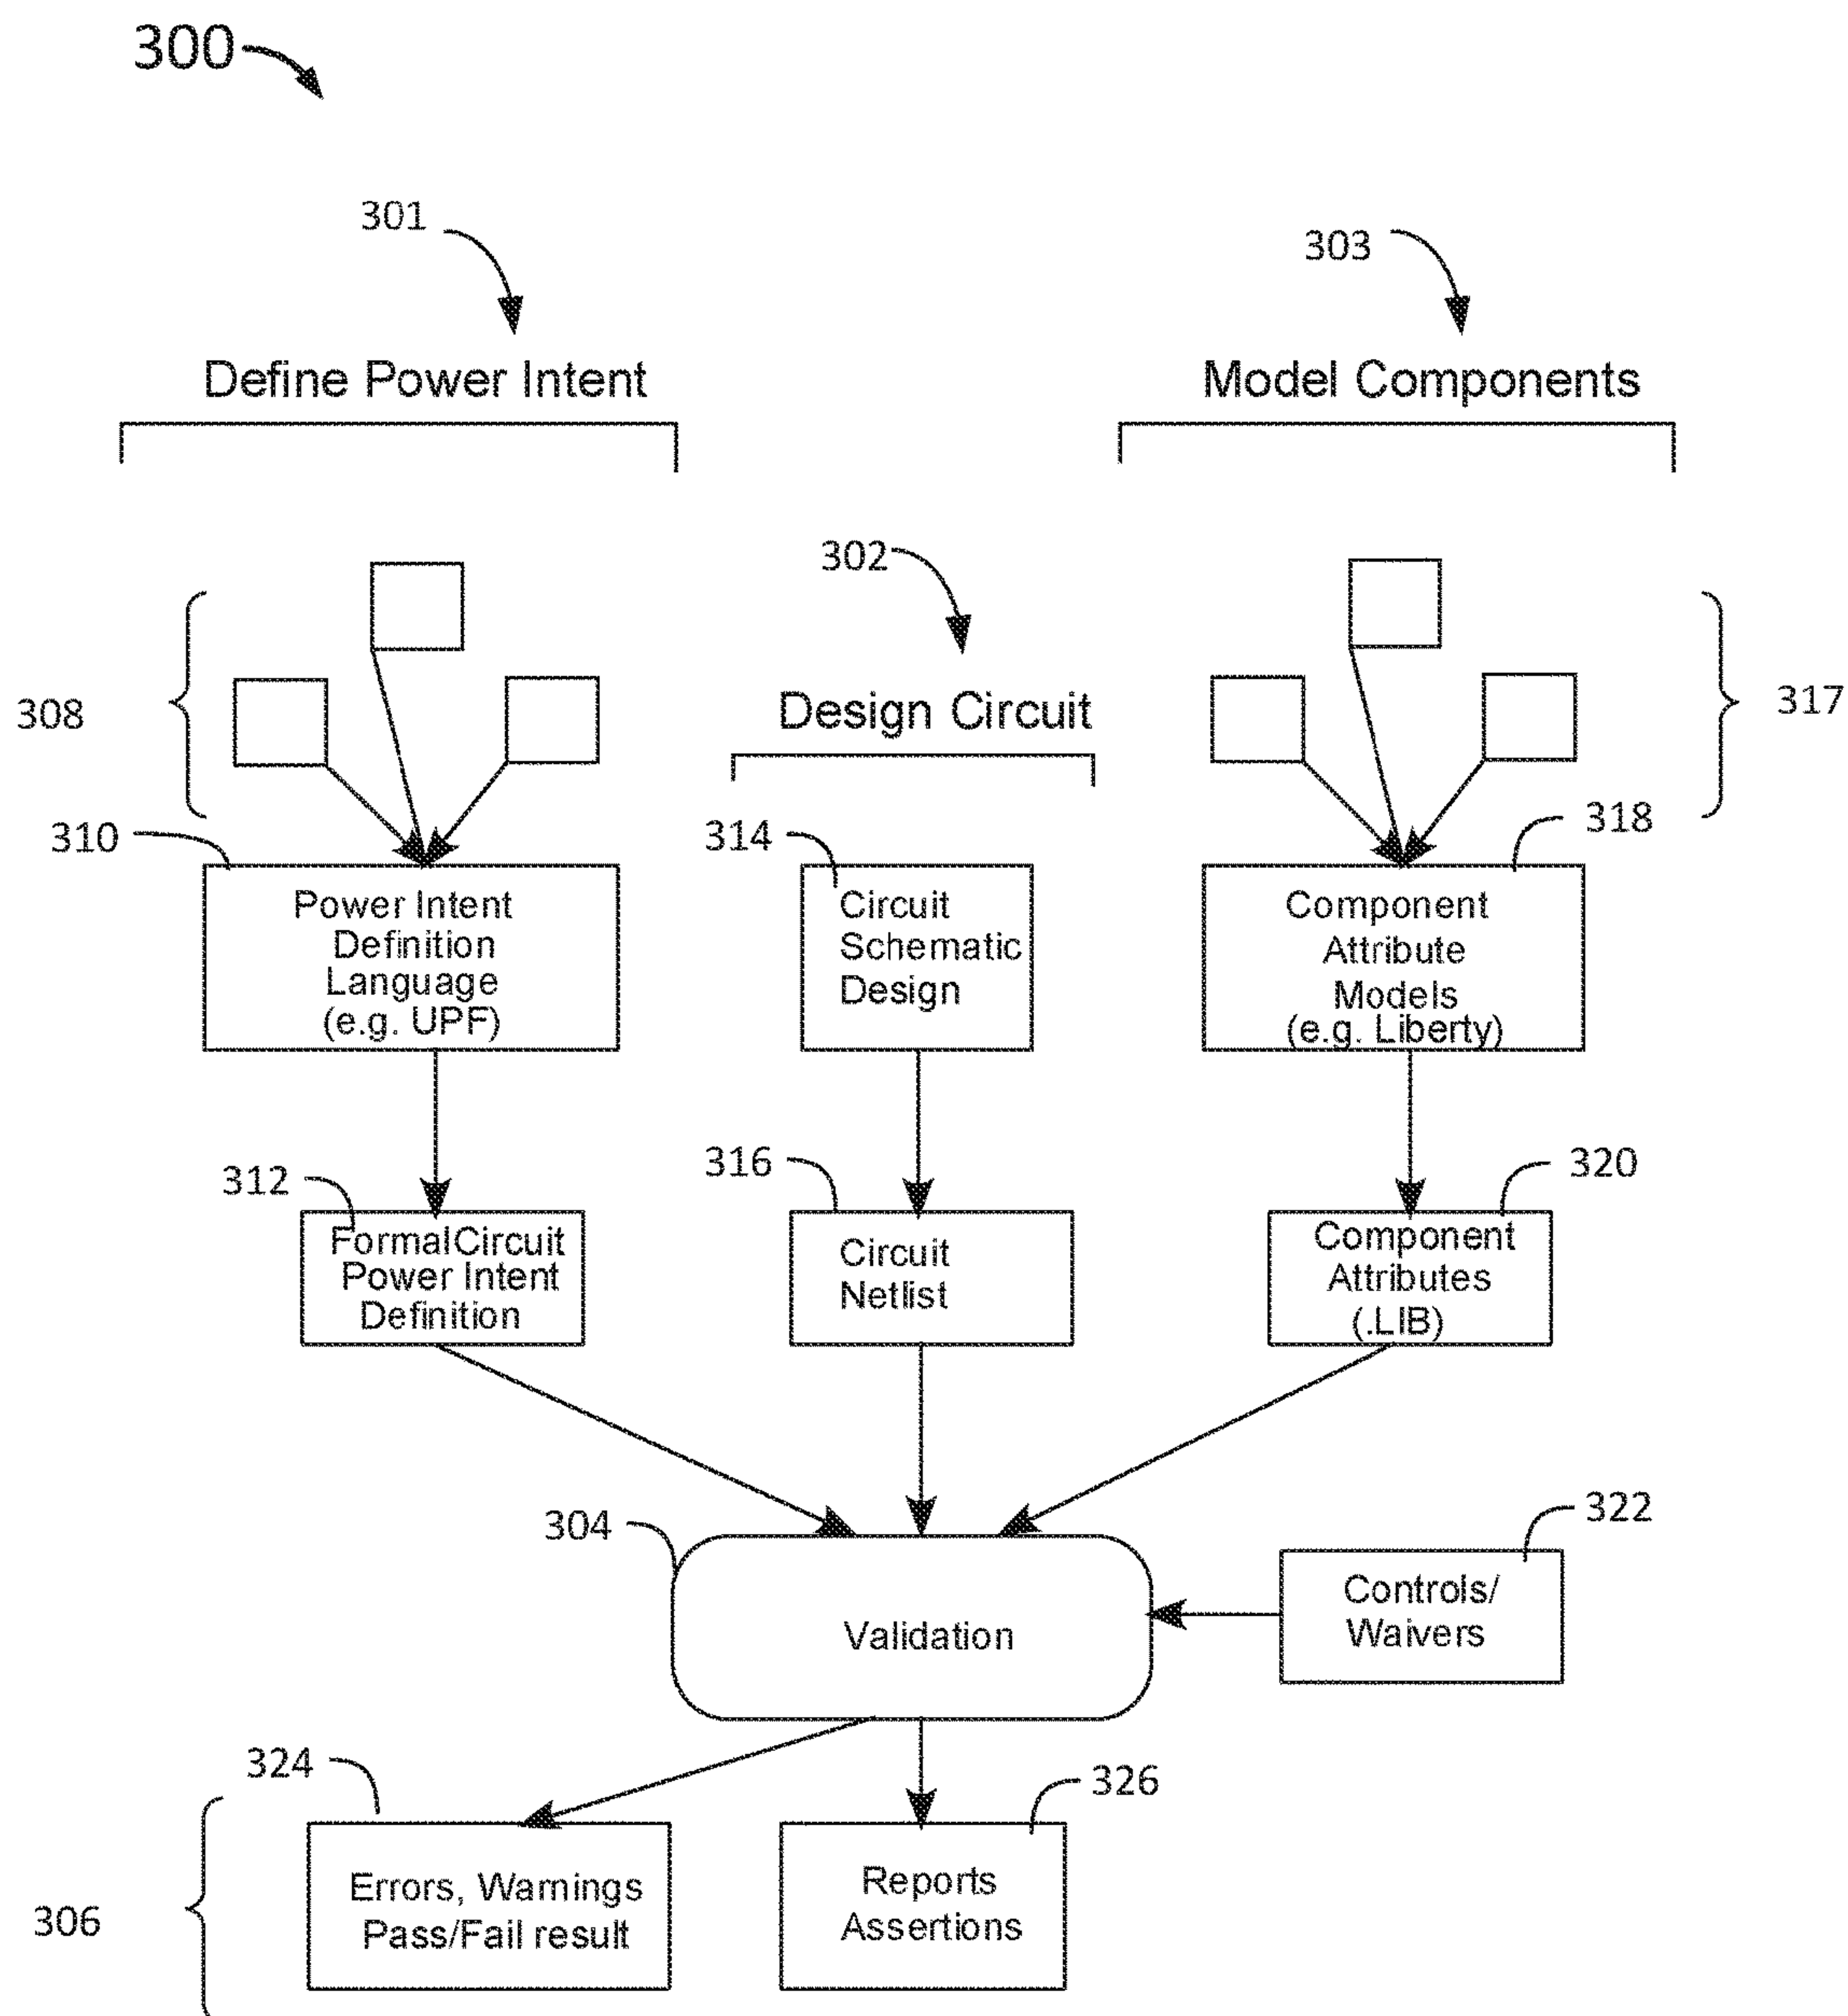 300
301
303
Define Power Intent
Model Components
302
308
Design Circuit
317
310
314
318
Power Intent
Definition
Language
(e.g. UPF)
Circuit
Schematic
Design
Component
Attribute
Models
(e.g. Liberty)
312
316
320
FormalCircuit
Power Intent
Definition
Circuit
Netlist
Component
Attributes
(.LIB)
304
322
Validation
Controls/
Waivers
324
326
306
Errors, Warnings
Pass/Fail result
Reports
Assertions